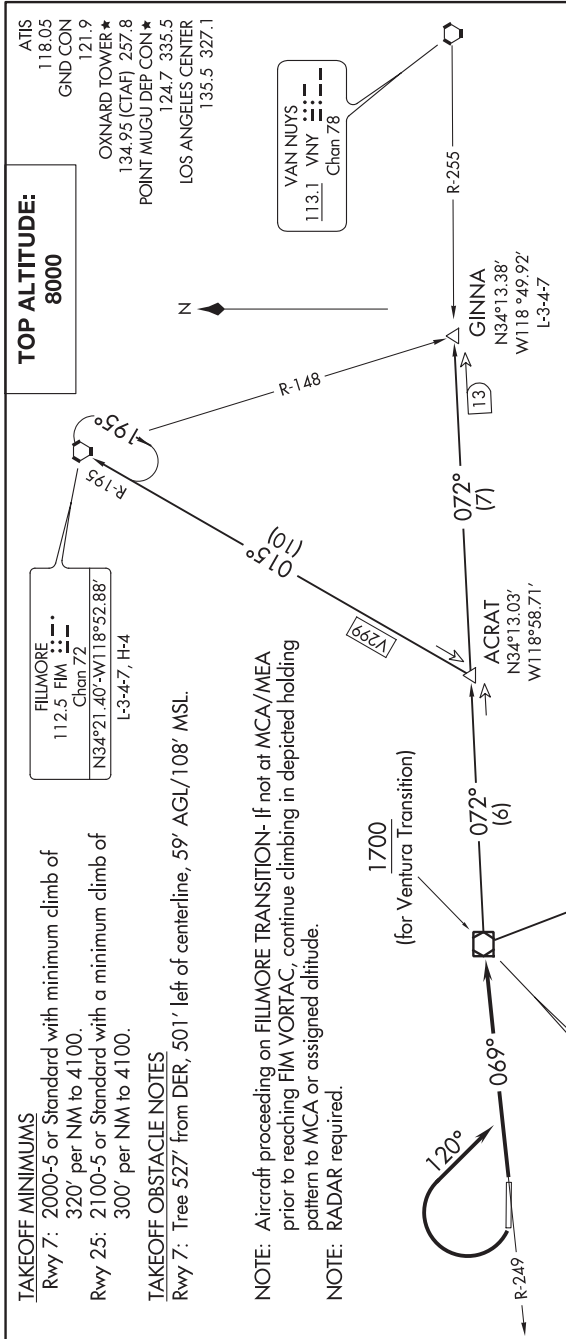 TAKEOFF MINIMUMS
Rwy 7: 2000-5 or Standard with minimum climb of
320' per NM to 4100.
Rwy 25: 2100-5 or Standard with a minimum climb of
300' per NM to 4100.
TAKEOFF OBSTACLE NOTES
Rwy 7: Tree 527' from DER, 501' left of centerline, 59' AGL/108' MSL.
NOTE: Aircraft proceeding on FILLMORE TRANSITION- If not at MCA/MEA
prior to reaching FIM VORTAC, continue climbing in depicted holding
pattern to MCA or assigned altitude.
NOTE: RADAR required.
FILLMORE
112.5 FIM
Chan 72
N34°21.40'-W118°52.88'
L-3-4-7, H-4
TOP ALTITUDE:
8000
ATIS
118.05
GND CON
121.9
OXNARD TOWER★
134.95 (CTAF) 257.8
POINT MUGU DEP CON★
124.7 335.5
LOS ANGELES CENTER
135.5 327.1
195°
R-195
R-148
015°
(10)
V299
N
VAN NUYS
113.1 VNY
Chan 78
R-255
GINNA
N34°13.38'
W118°49.92'
L-3-4-7
13
072°
(7)
ACRAT
N34°13.03'
W118°58.71'
072°
(6)
1700
(for Ventura Transition)
069°
120°
R-249